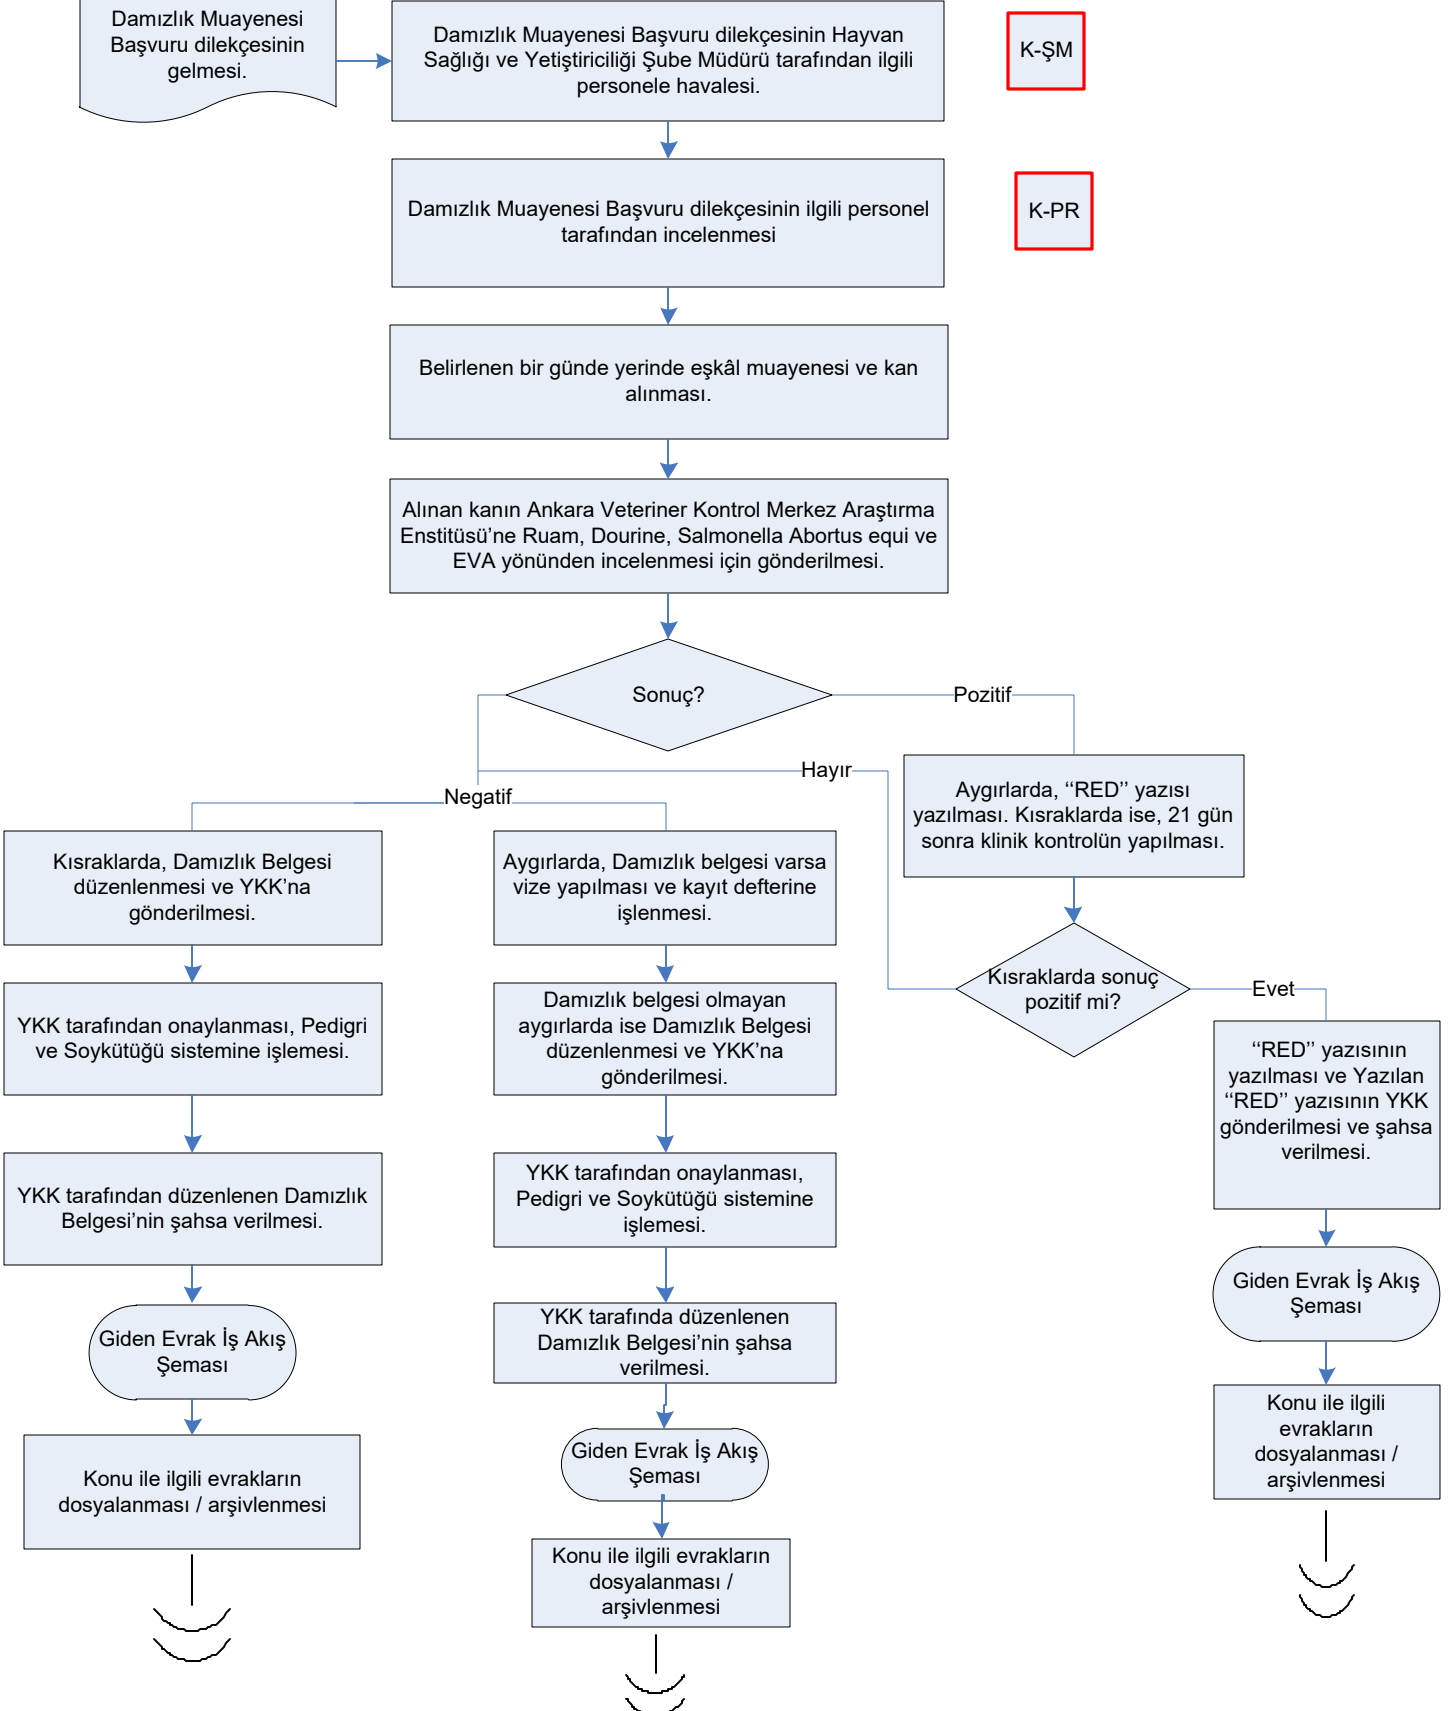 Damızlık Muayenesi
Başvuru dilekçesinin
gelmesi.
Damızlık Muayenesi Başvuru dilekçesinin Hayvan
Sağlığı ve Yetiştiriciliği Şube Müdürü tarafından ilgili
personele havalesi.
K-ŞM
Damızlık Muayenesi Başvuru dilekçesinin ilgili personel
tarafından incelenmesi
K-PR
Belirlenen bir günde yerinde eşkâl muayenesi ve kan
alınması.
Alınan kanın Ankara Veteriner Kontrol Merkez Araştırma
Enstitüsü’ne Ruam, Dourine, Salmonella Abortus equi ve
EVA yönünden incelenmesi için gönderilmesi.
Sonuç?
Pozitif
Hayır
Negatif
Aygırlarda, ‘‘RED’’ yazısı
yazılması. Kısraklarda ise, 21 gün
sonra klinik kontrolün yapılması.
Kısraklarda, Damızlık Belgesi
düzenlenmesi ve YKK’na
gönderilmesi.
Aygırlarda, Damızlık belgesi varsa
vize yapılması ve kayıt defterine
işlenmesi.
Kısraklarda sonuç
pozitif mi?
Evet
YKK tarafından onaylanması, Pedigri
ve Soykütüğü sistemine işlemesi.
Damızlık belgesi olmayan
aygırlarda ise Damızlık Belgesi
düzenlenmesi ve YKK’na
gönderilmesi.
‘‘RED’’ yazısının
yazılması ve Yazılan
‘‘RED’’ yazısının YKK
gönderilmesi ve şahsa
verilmesi.
YKK tarafından düzenlenen Damızlık
Belgesi’nin şahsa verilmesi.
YKK tarafından onaylanması,
Pedigri ve Soykütüğü sistemine
işlemesi.
Giden Evrak İş Akış
Şeması
Giden Evrak İş Akış
Şeması
YKK tarafında düzenlenen
Damızlık Belgesi’nin şahsa
verilmesi.
Konu ile ilgili
evrakların
dosyalanması /
arşivlenmesi
Konu ile ilgili evrakların
dosyalanması / arşivlenmesi
Giden Evrak İş Akış
Şeması
Konu ile ilgili evrakların
dosyalanması /
arşivlenmesi